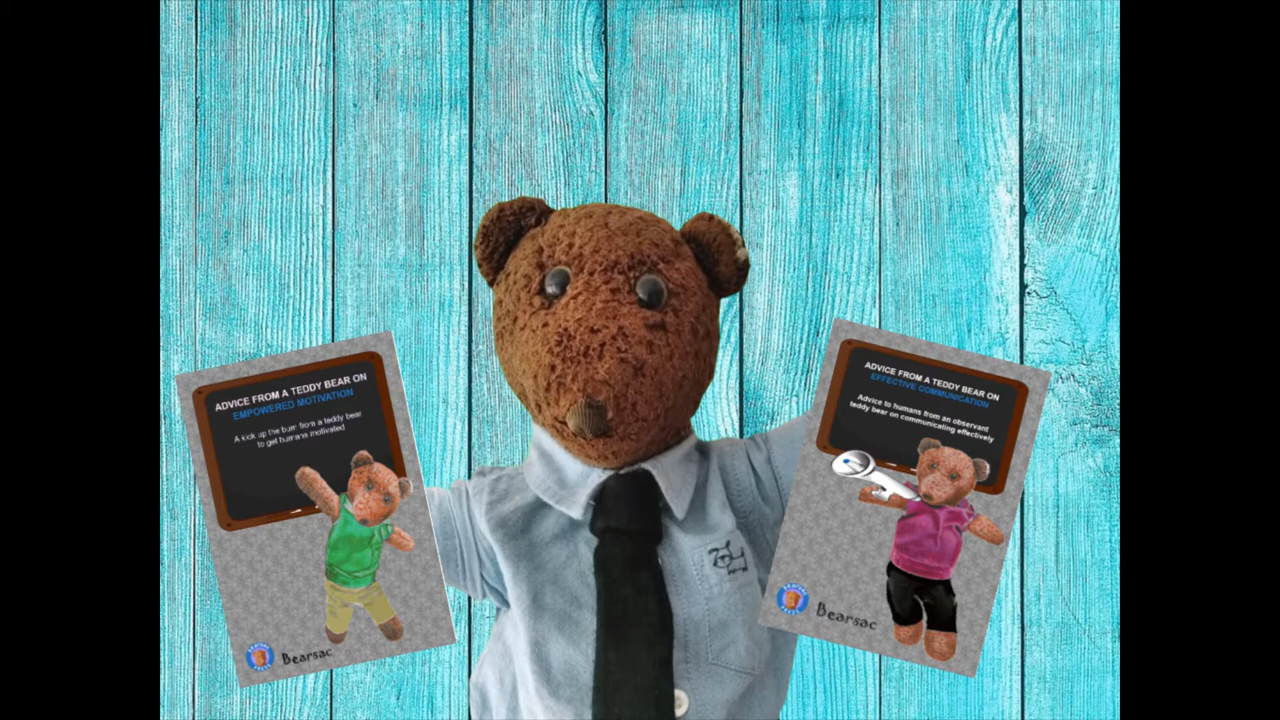 ADVICE FROM A TEDDY BEAR ON
EMPOWERED MOTIVATION
A kick up the bum from a teddy bear
to get humans motivated
Bearsac
ADVICE FROM A TEDDY BEAR ON
EFFECTIVE COMMUNICATION
Advice to humans from an observant
teddy bear on communicating effectively
Bearsac